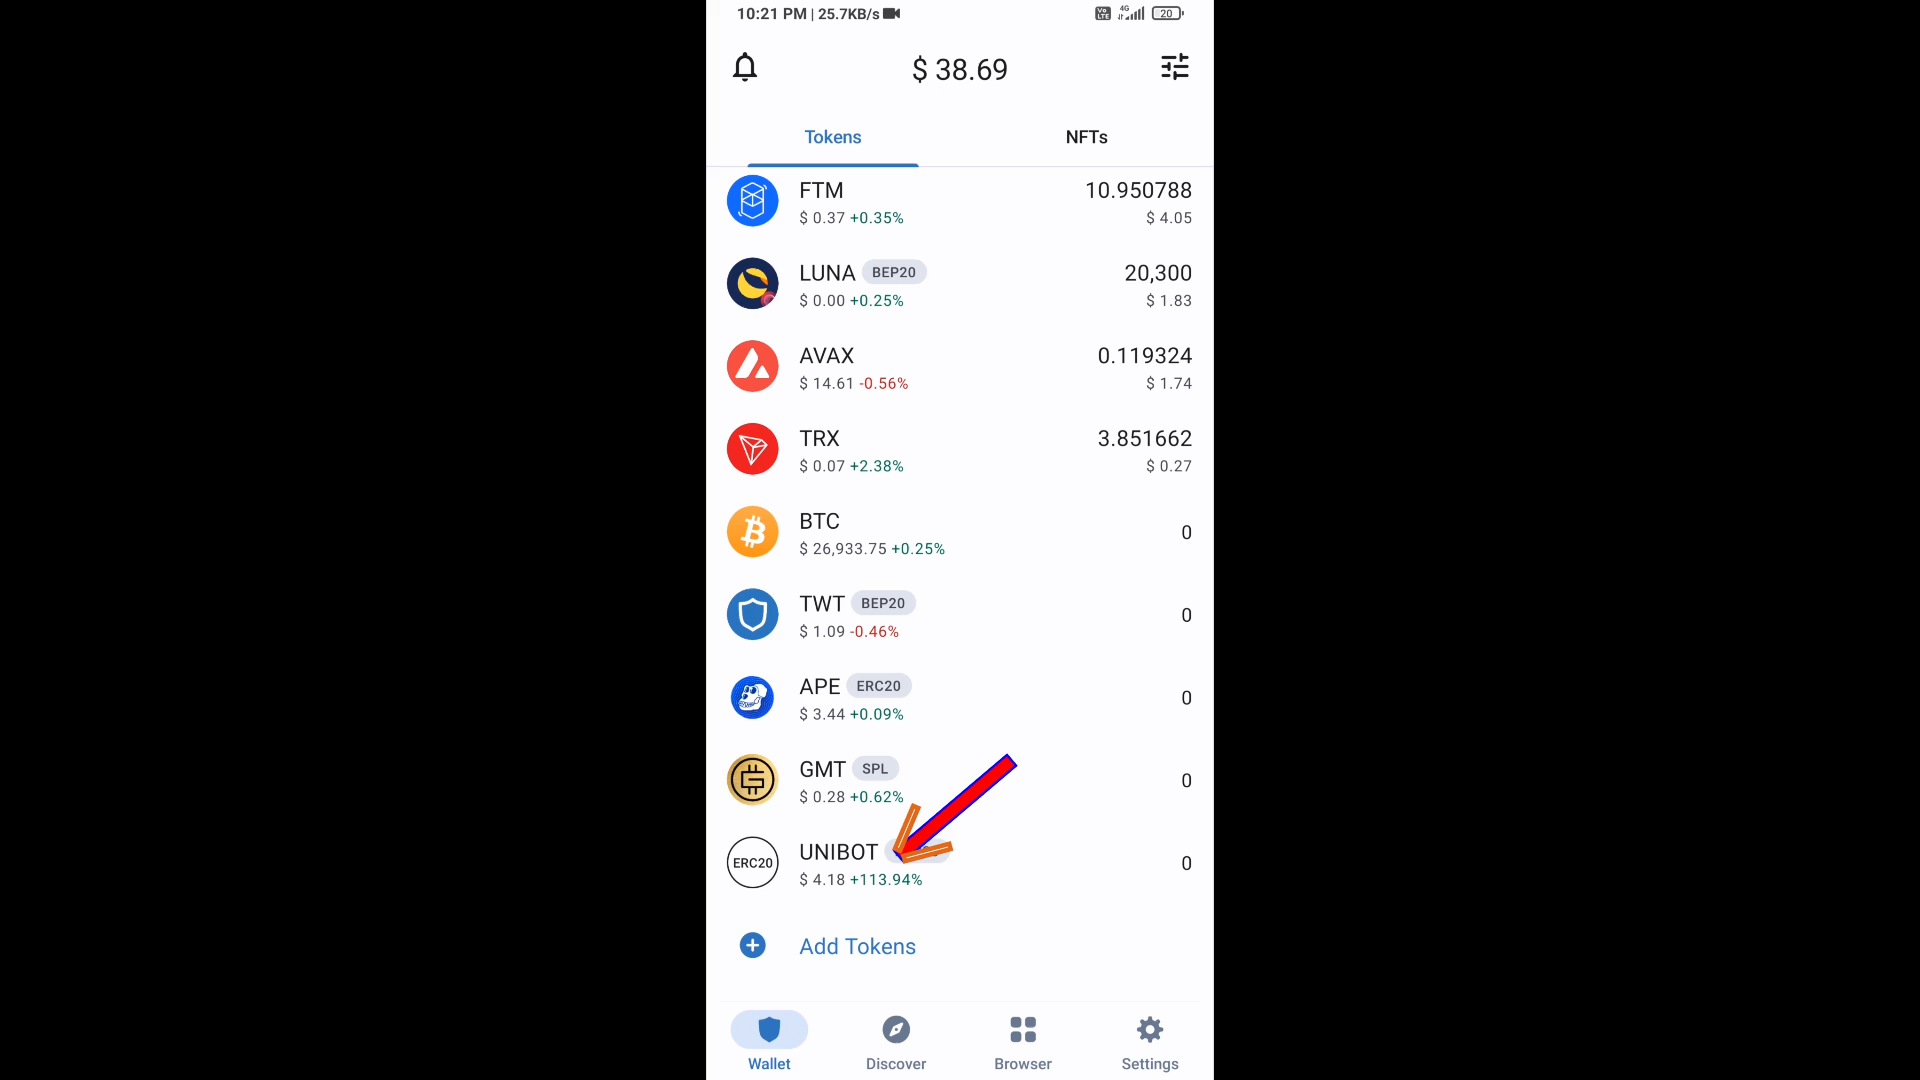 10:21 PM | 25.7KB/s Vo LTE 4G 20
$ 38.69
Tokens NFTs
FTM 10.950788
$ 0.37 +0.35% $ 4.05
LUNA BEP20 20,300
$ 0.00 +0.25% $ 1.83
AVAX 0.119324
$ 14.61 -0.56% $ 1.74
TRX 3.851662
$ 0.07 +2.38% $ 0.27
BTC 0
$ 26,933.75 +0.25%
TWT BEP20 0
$ 1.09 -0.46%
APE ERC20 0
$ 3.44 +0.09%
GMT SPL 0
$ 0.28 +0.62%
ERC20 UNIBOT 0
$ 4.18 +113.94%
Add Tokens
Wallet Discover Browser Settings